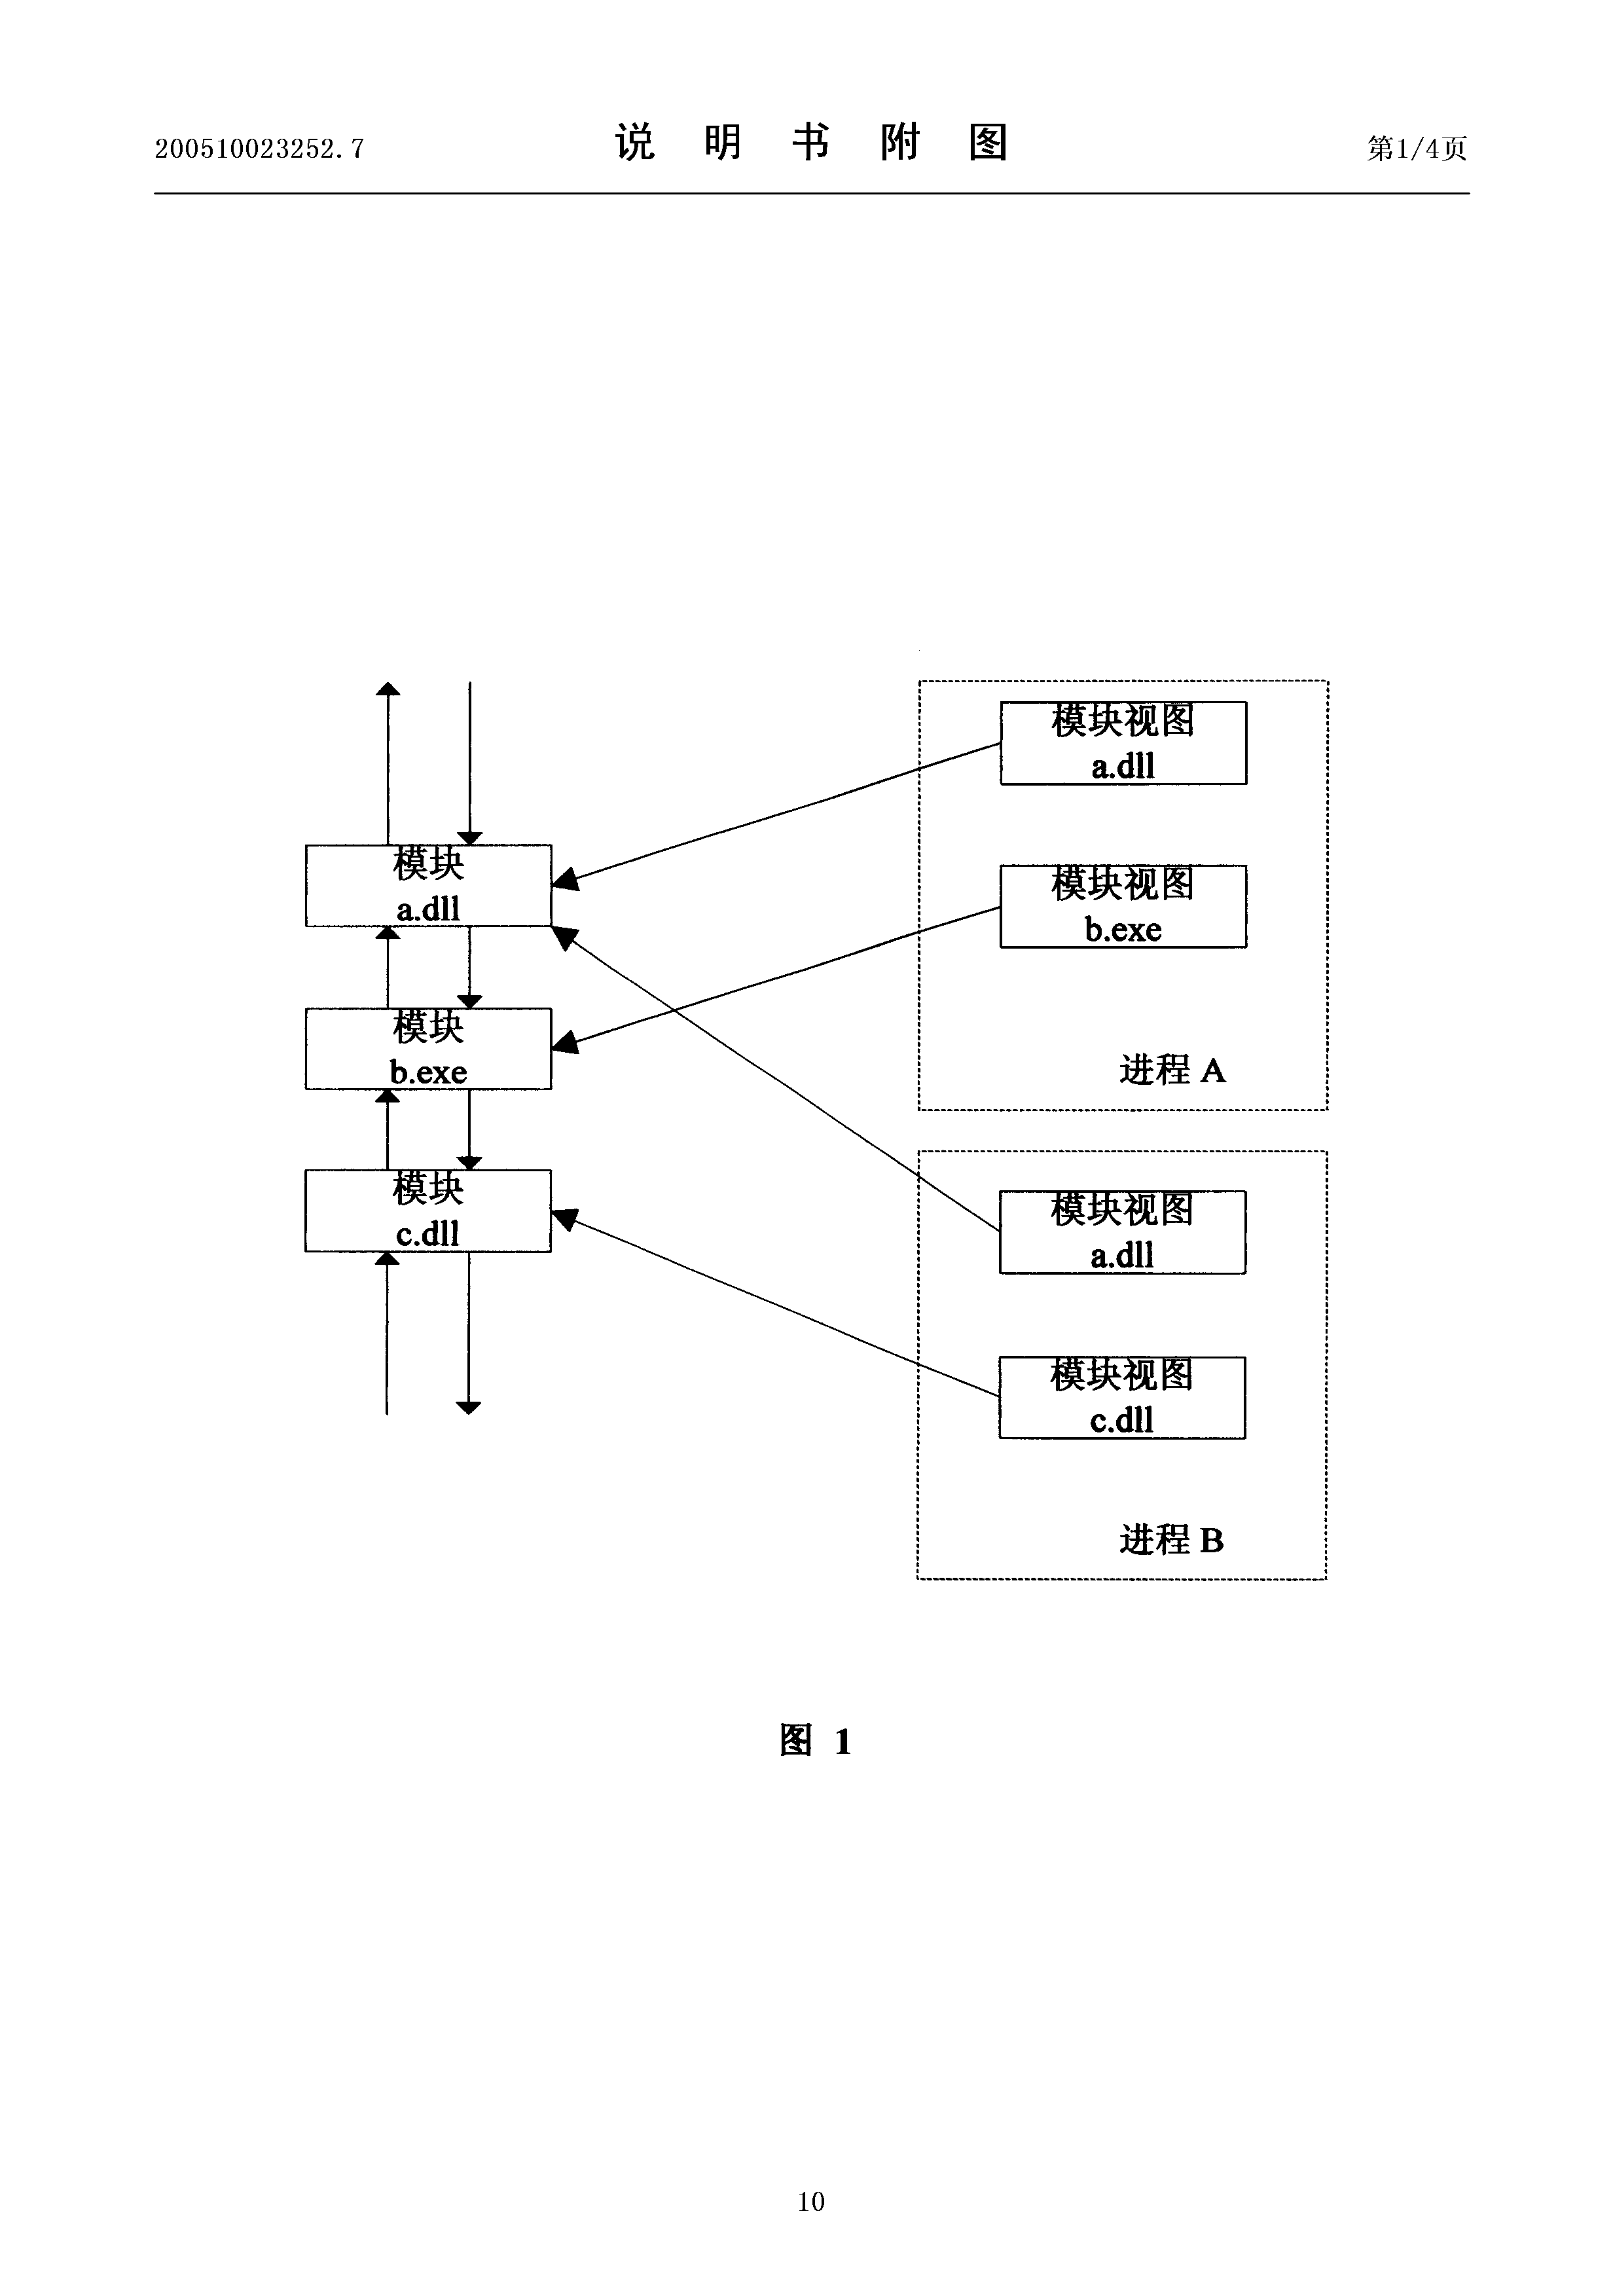 200510023252.7
说 明 书 附 图
第1/4页
模块
a.dll
模块
b.exe
模块
c.dll
模块视图
a.dll
模块视图
b.exe
进程 A
模块视图
a.dll
模块视图
c.dll
进程 B
图 1
10